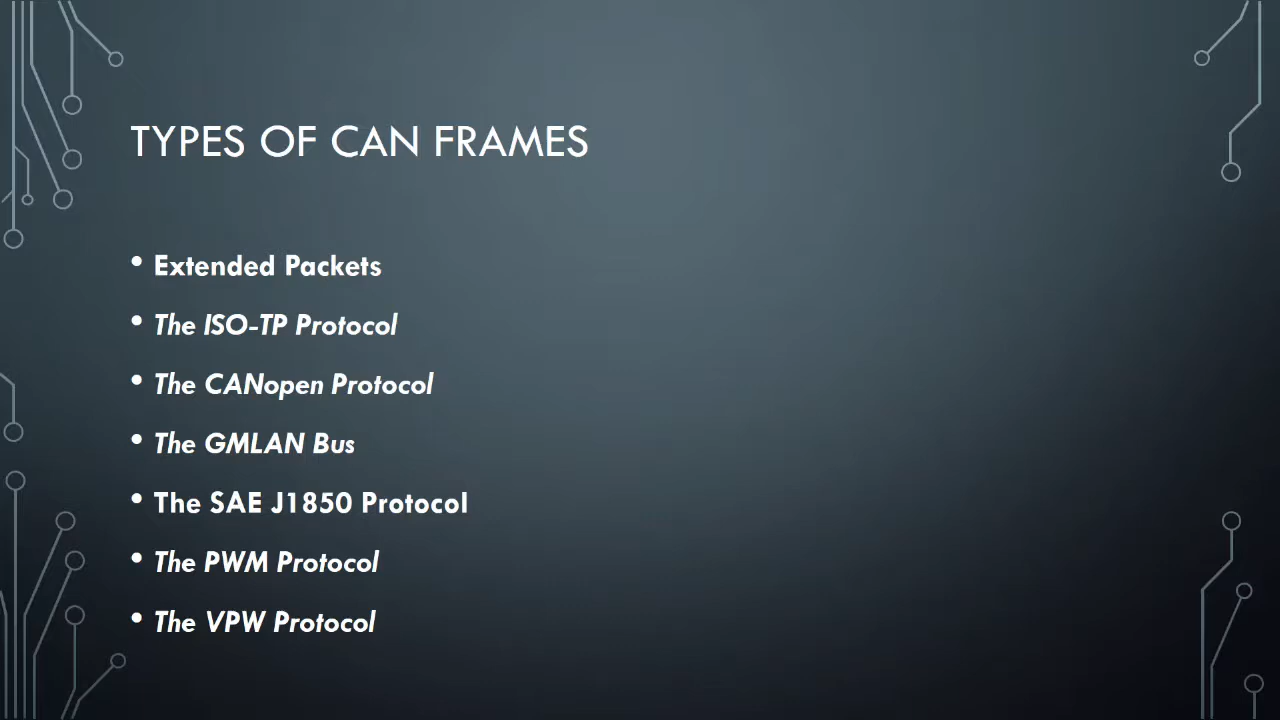 TYPES OF CAN FRAMES
• Extended Packets
• The ISO-TP Protocol
• The CANopen Protocol
• The GMLAN Bus
• The SAE J1850 Protocol
• The PWM Protocol
• The VPW Protocol